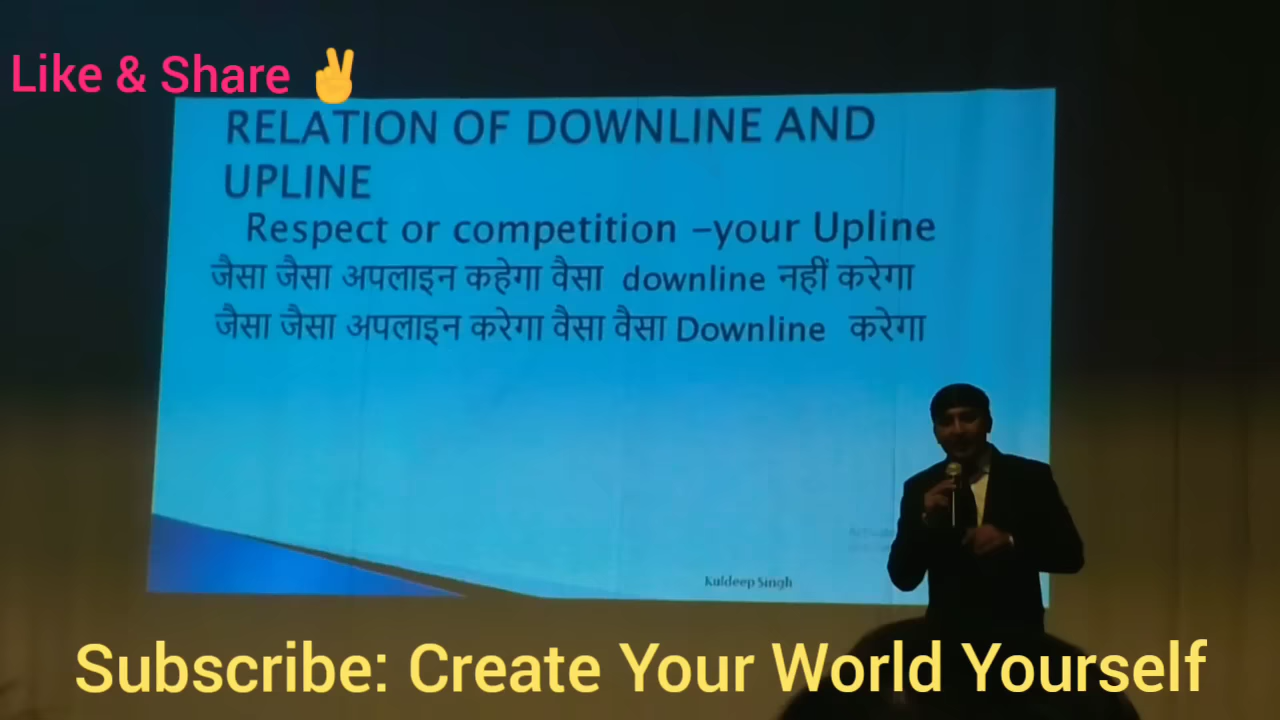 Like & Share ✌
RELATION OF DOWNLINE AND
UPLINE
Respect or competition –your Upline
जैसा जैसा अपलाइन कहेगा वैसा downline नहीं करेगा
जैसा जैसा अपलाइन करेगा वैसा वैसा Downline करेगा
Kuldeep Singh
Subscribe: Create Your World Yourself